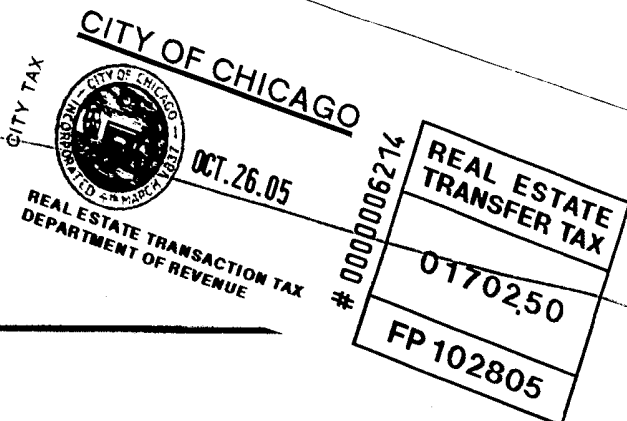 CITY OF CHICAGO
CITY TAX
CITY OF CHICAGO
INCORPORATED 4TH MARCH 1837
OCT.26.05
REAL ESTATE TRANSACTION TAX
DEPARTMENT OF REVENUE
# 0000006214
REAL ESTATE
TRANSFER TAX
0170250
FP 102805